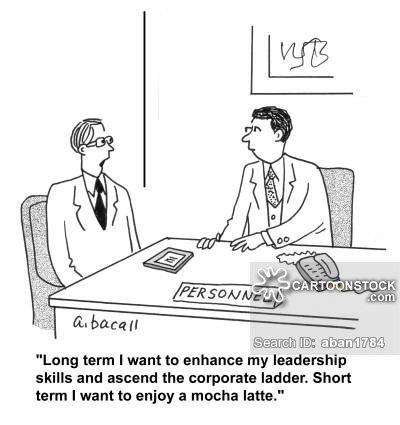 PERSONNEL
CARTOONSTOCK
.com
Search ID: aban1784
a.bacall
"Long term I want to enhance my leadership
skills and ascend the corporate ladder. Short
term I want to enjoy a mocha latte."